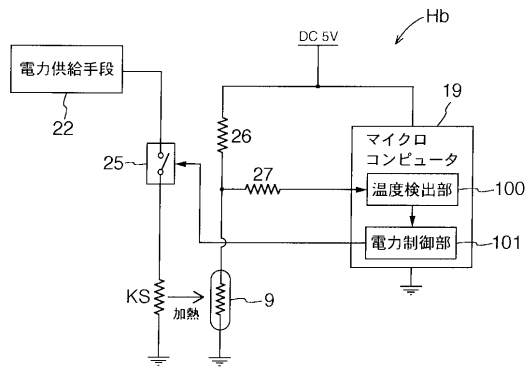 Hb
DC 5V
電力供給手段
22
19
26
マイクロ
コンピュータ
25
27
温度検出部
100
電力制御部
101
KS
加熱
9